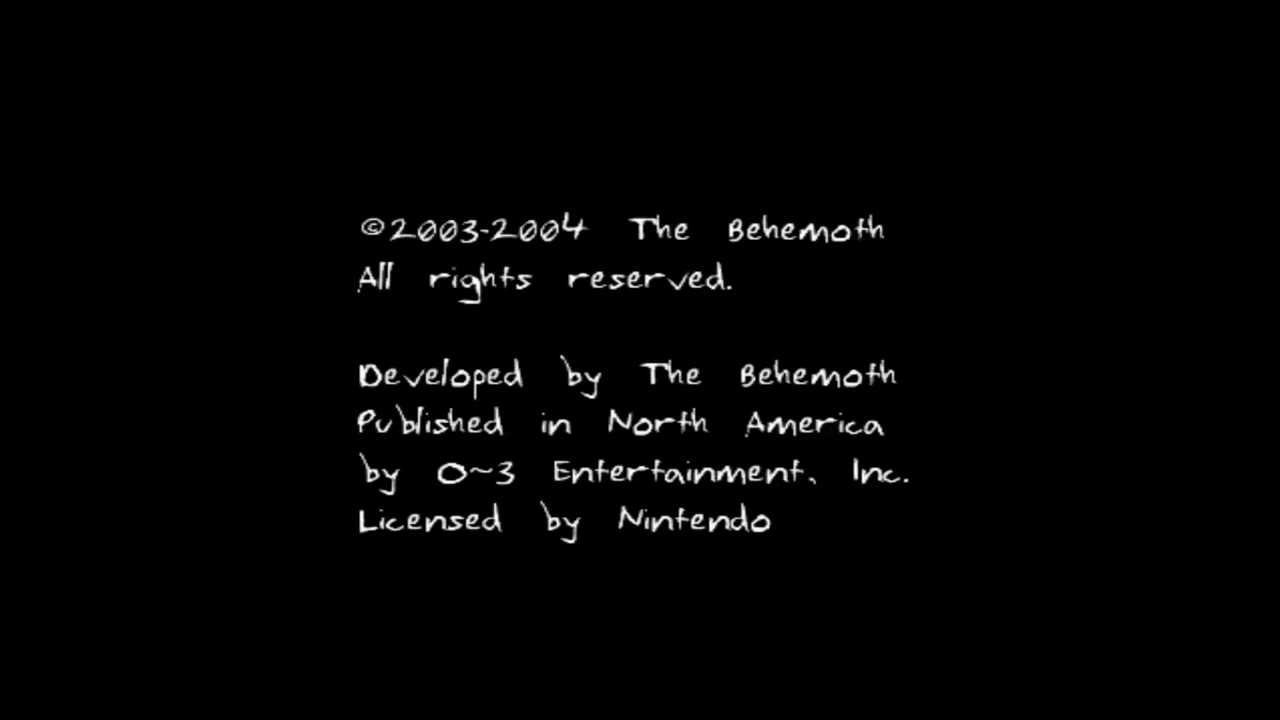 ©2003-2004 The Behemoth
All rights reserved.
Developed by The Behemoth
Published in North America
by O~3 Entertainment, Inc.
Licensed by Nintendo